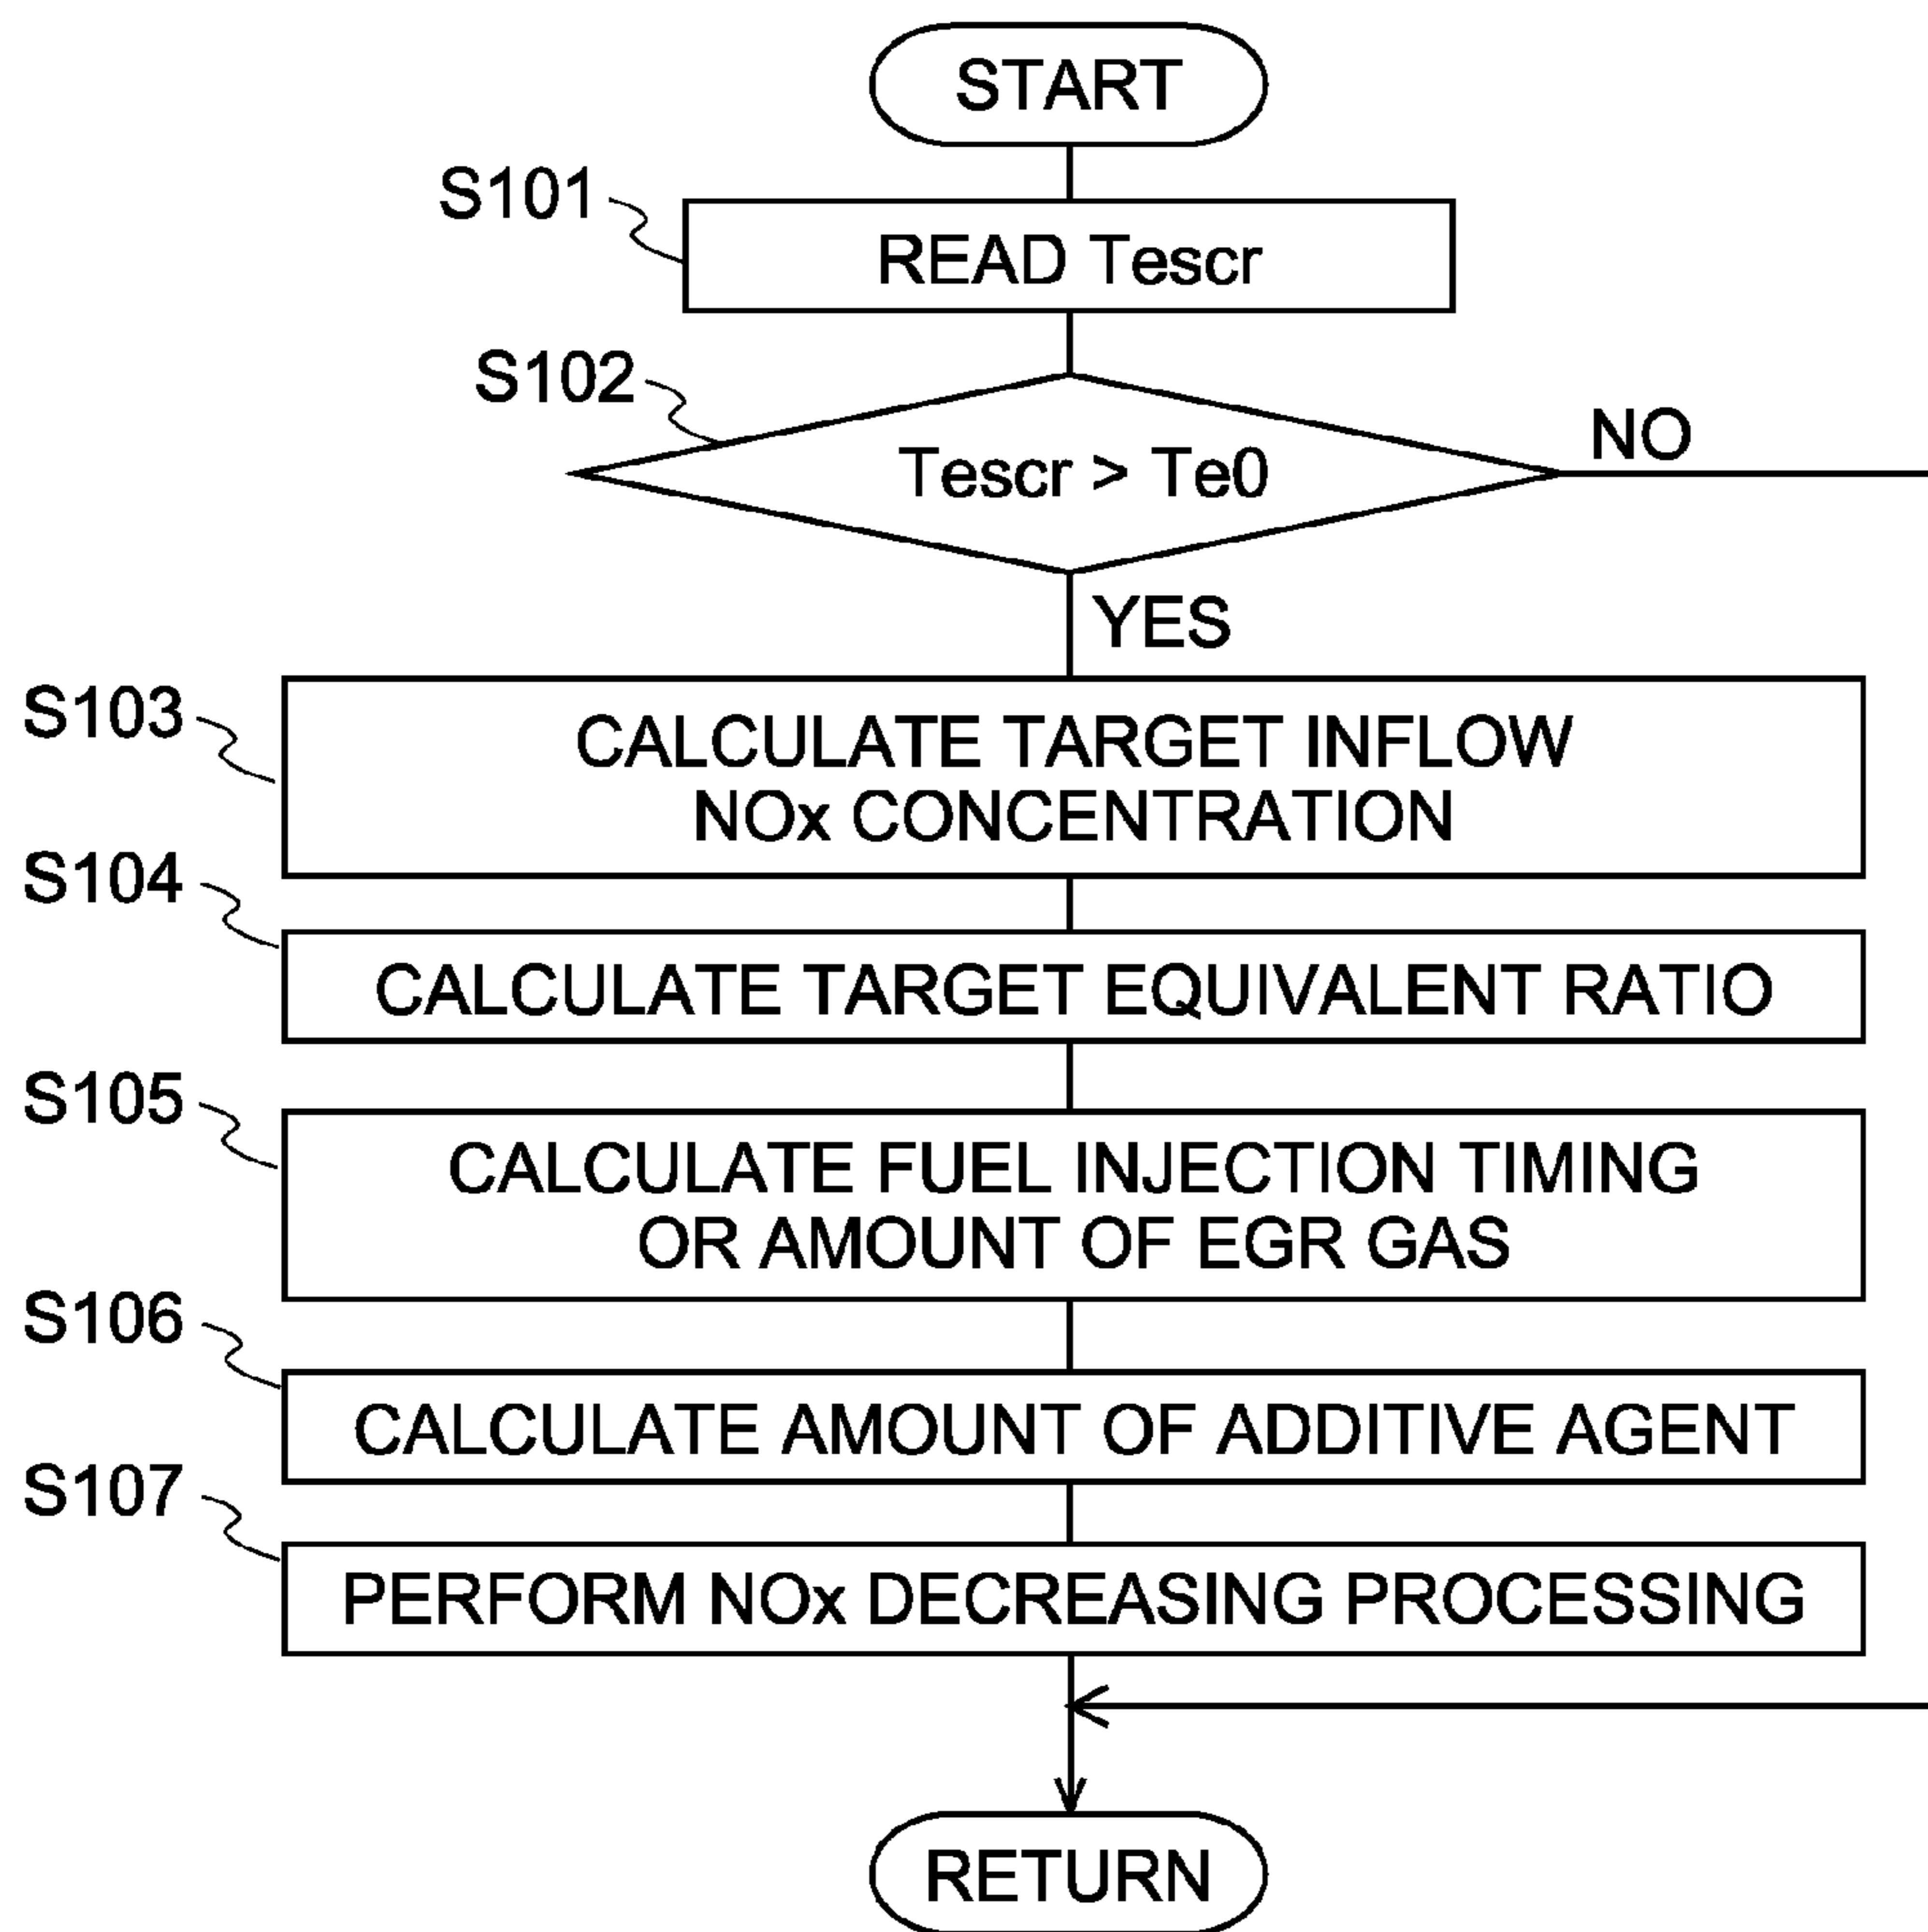 START
S101
READ Tescr
S102
Tescr > Te0
NO
YES
S103
CALCULATE TARGET INFLOW
NOx CONCENTRATION
S104
CALCULATE TARGET EQUIVALENT RATIO
S105
CALCULATE FUEL INJECTION TIMING
OR AMOUNT OF EGR GAS
S106
CALCULATE AMOUNT OF ADDITIVE AGENT
S107
PERFORM NOx DECREASING PROCESSING
RETURN